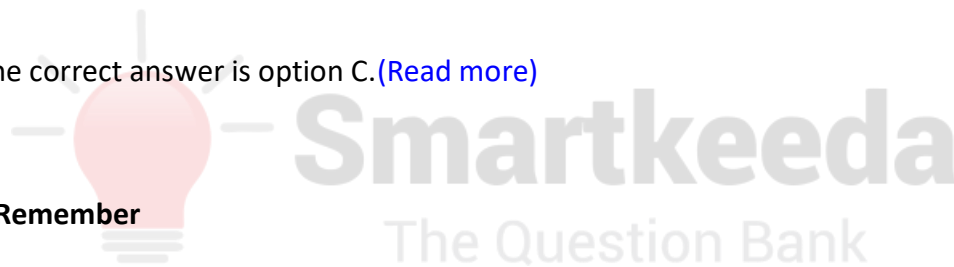 he correct answer is option C.(Read more)
Smartkeeda
Remember
The Question Bank